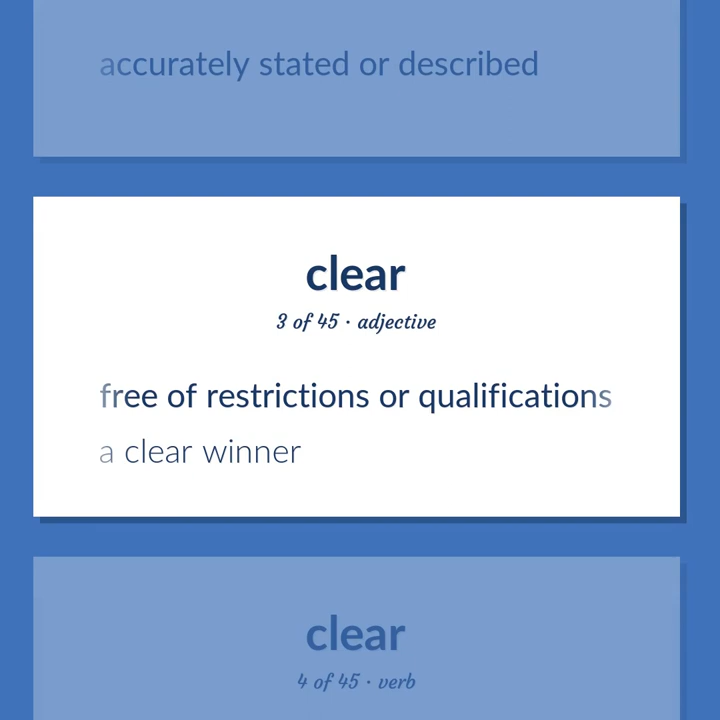 accurately stated or described
clear
3 of 45 · adjective
free of restrictions or qualifications
a clear winner
clear
4 of 45 · verb